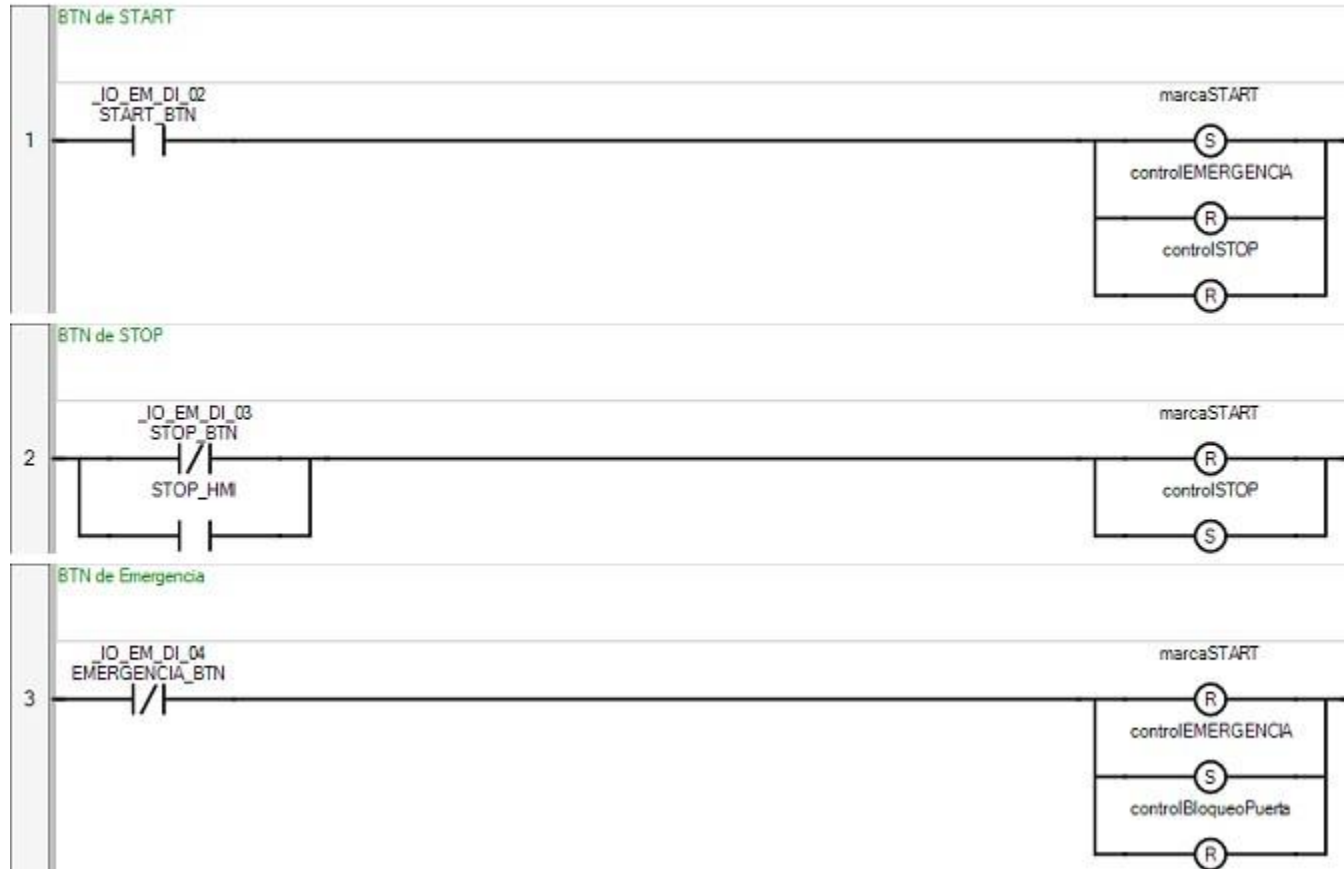 BTN de START
_IO_EM_DI_02
START_BTN
marcaSTART
1
S
controlEMERGENCIA
R
controlSTOP
R
BTN de STOP
_IO_EM_DI_03
STOP_BTN
marcaSTART
2
R
STOP_HMI
controlSTOP
S
BTN de Emergencia
_IO_EM_DI_04
EMERGENCIA_BTN
marcaSTART
3
R
controlEMERGENCIA
S
controlBloqueoPuerta
R